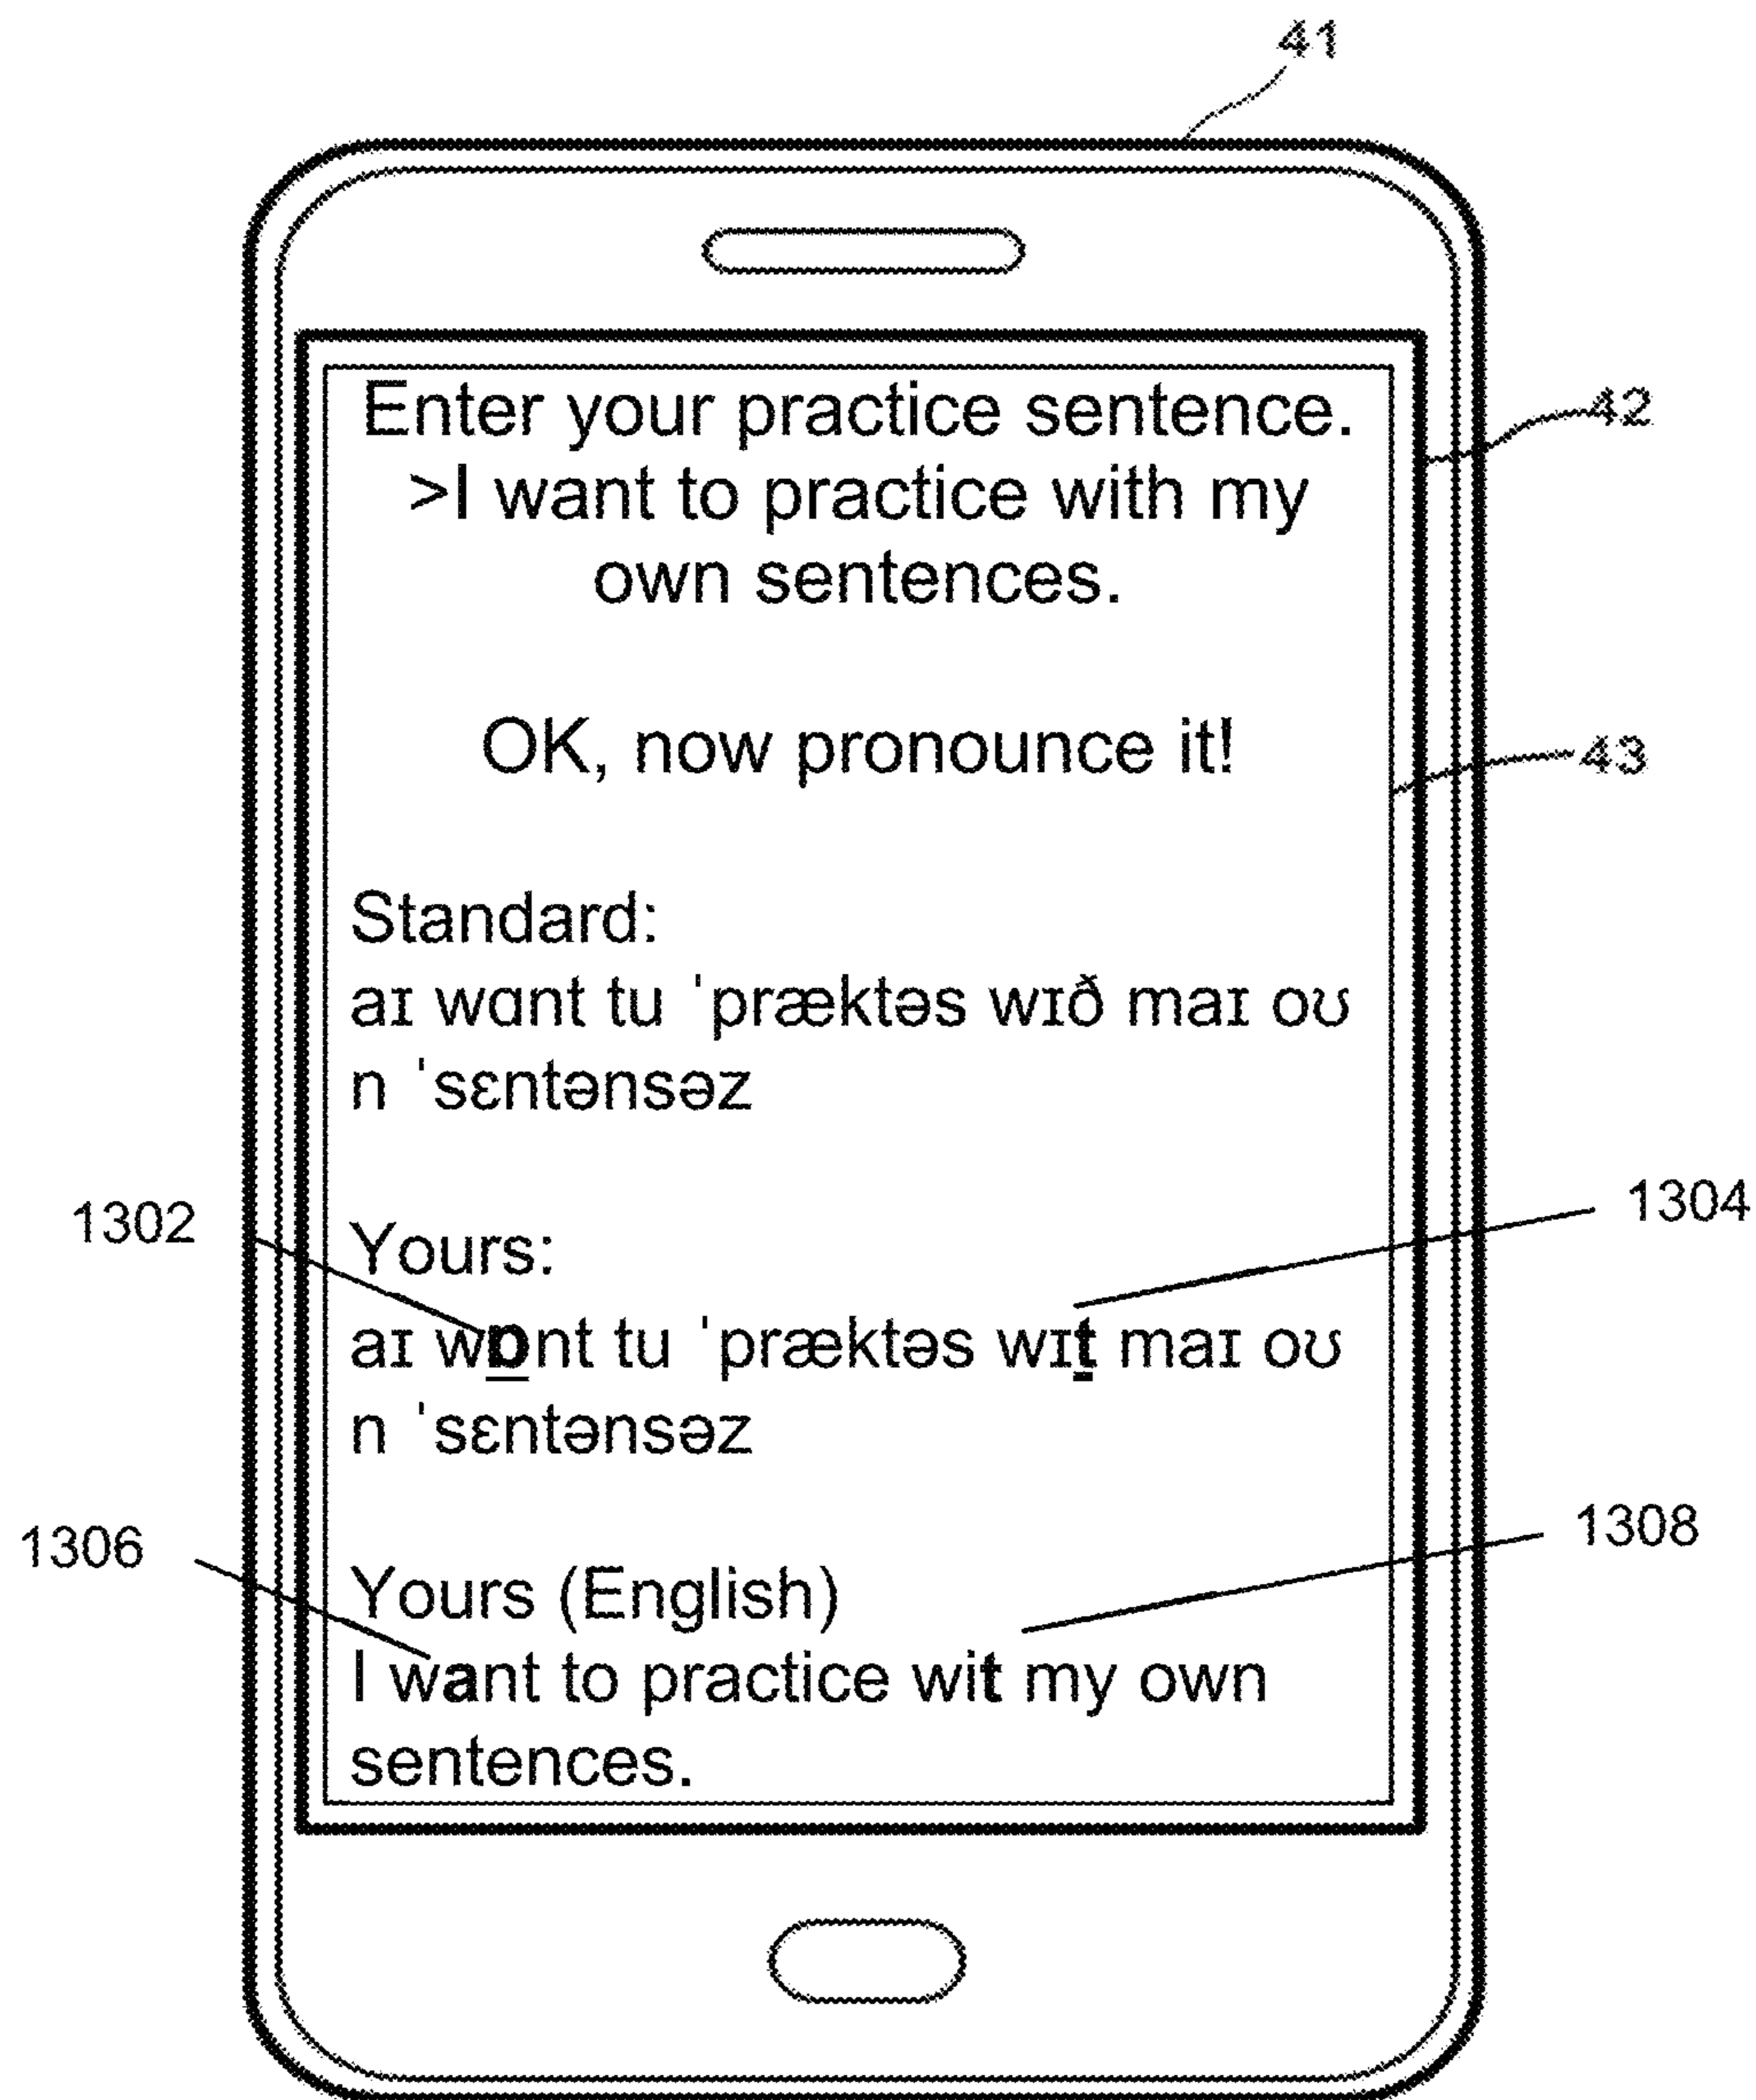 41
Enter your practice sentence.
42
>I want to practice with my
own sentences.
OK, now pronounce it!
43
Standard:
aɪ wɑnt tu ˈpræktəs wɪð maɪ oʊ
n ˈsɛntənsəz
1302
1304
Yours:
aɪ wɒnt tu ˈpræktəs wɪt maɪ oʊ
n ˈsɛntənsəz
1306
1308
Yours (English)
I want to practice wit my own
sentences.